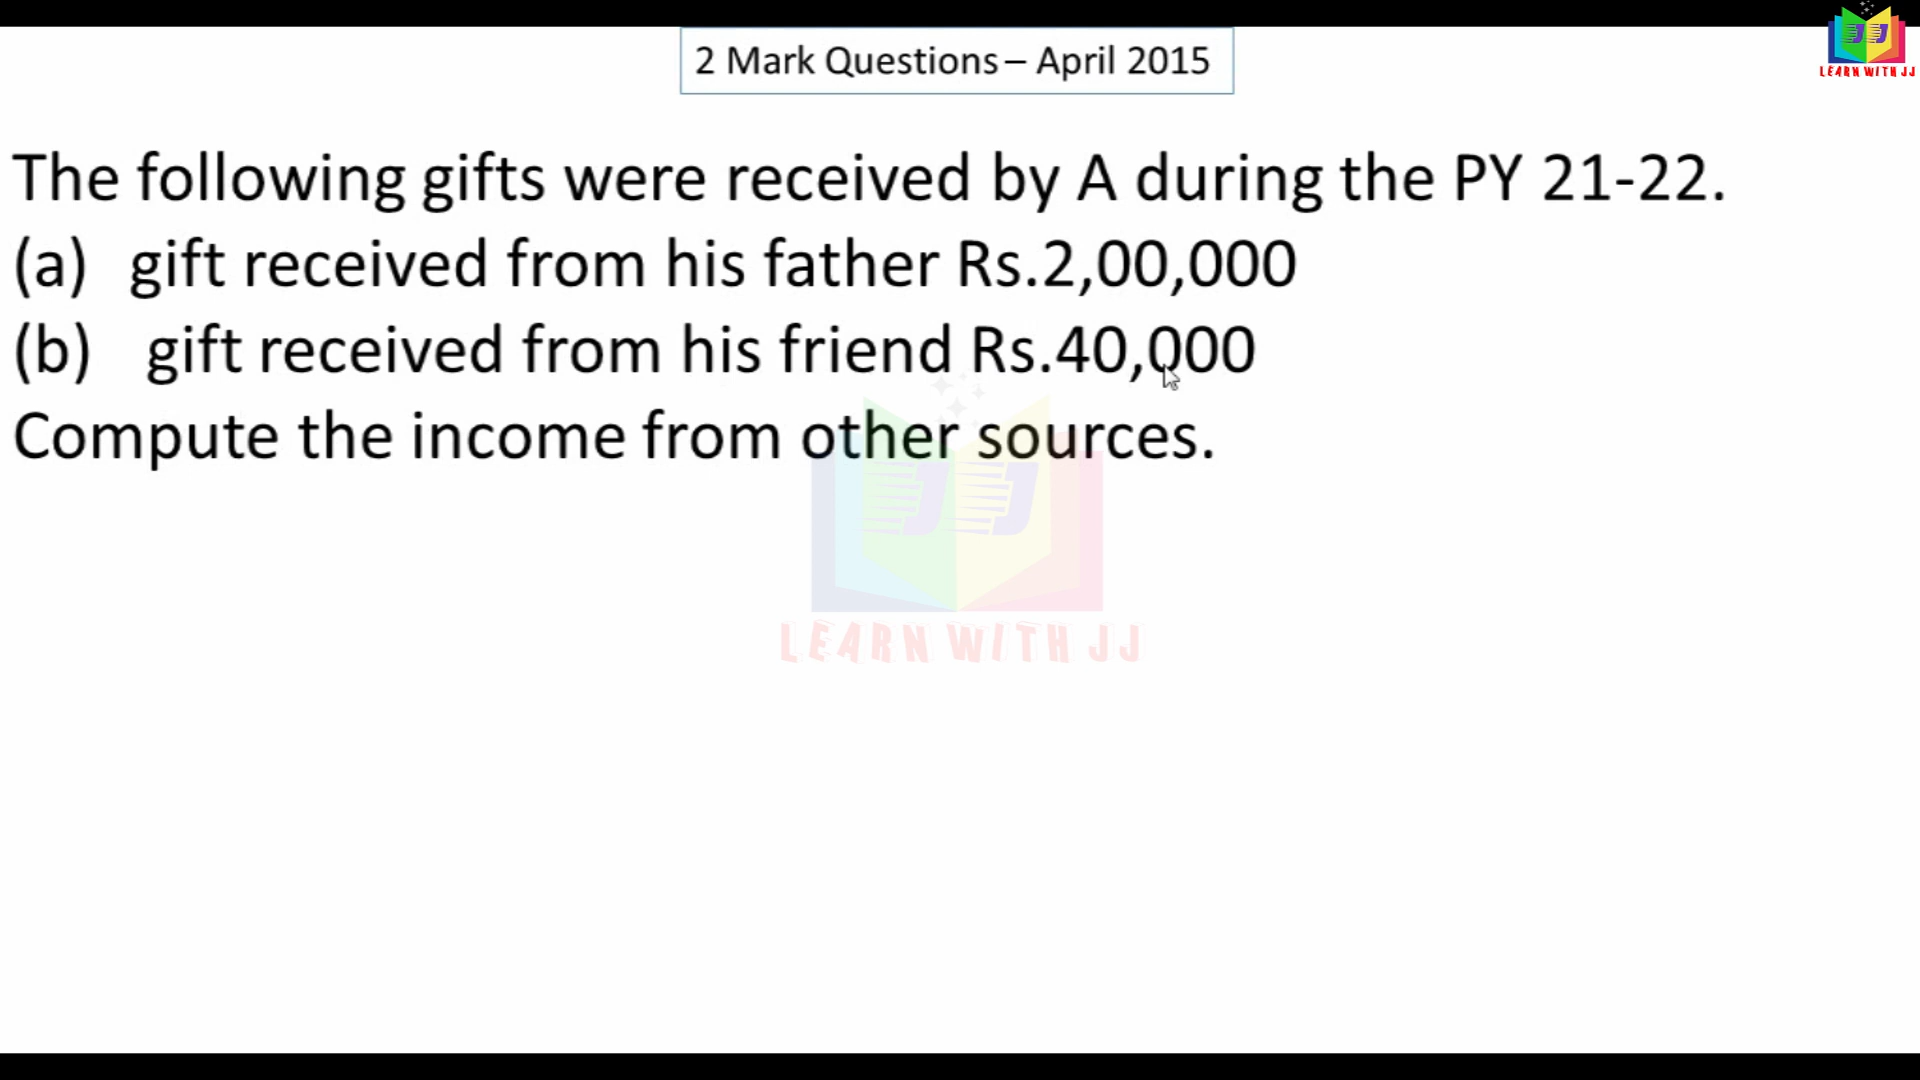 2 Mark Questions – April 2015
LEARN WITH JJ
The following gifts were received by A during the PY 21-22.
(a) gift received from his father Rs.2,00,000
(b) gift received from his friend Rs.40,000
Compute the income from other sources.
JJ
LEARN WITH JJ